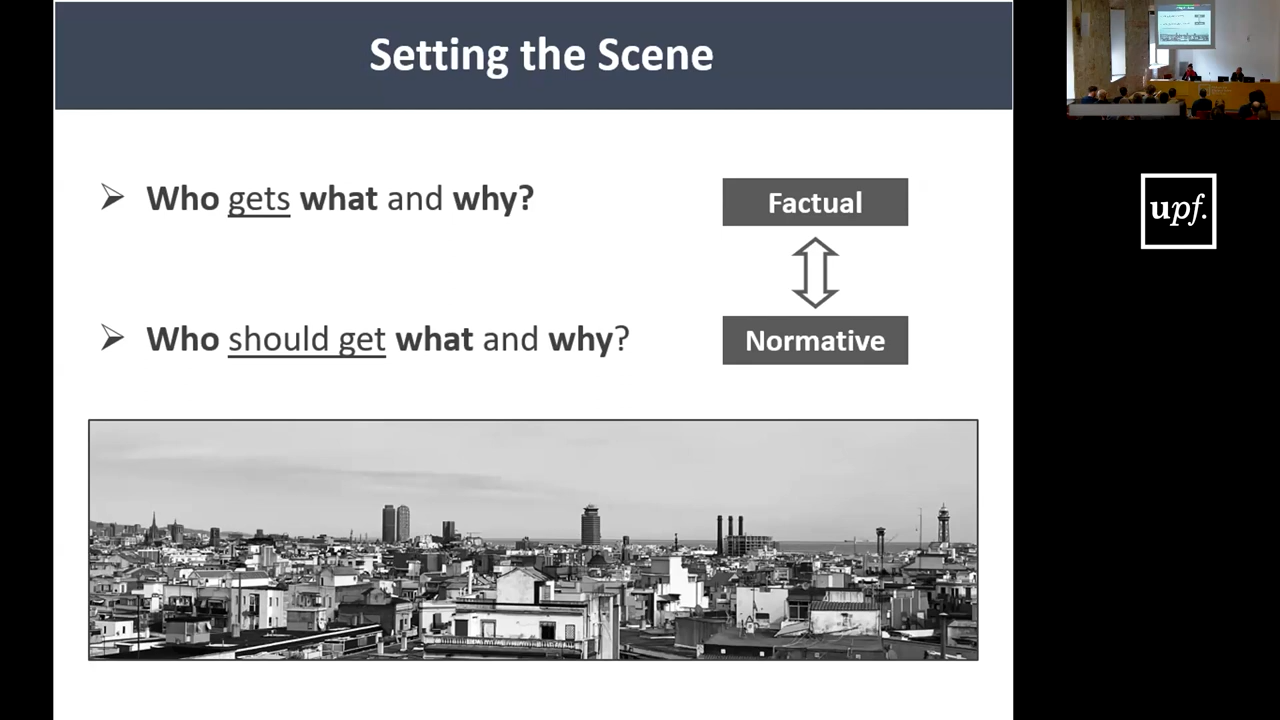 Setting the Scene
Who gets what and why?
Factual
Who should get what and why?
Normative
upf.